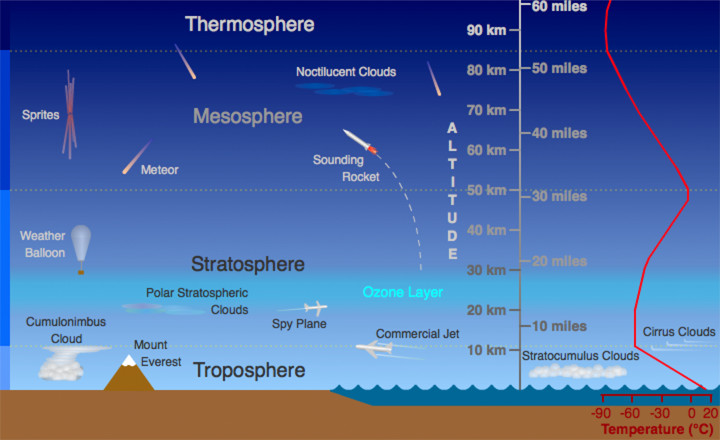 Thermosphere
60 miles
90 km
Noctilucent Clouds
80 km
50 miles
Sprites
Mesosphere
70 km
Meteor
Sounding
Rocket
ALTITUDE
60 km
40 miles
50 km
30 miles
Weather
Balloon
40 km
Stratosphere
30 km
20 miles
Polar Stratospheric
Clouds
Ozone Layer
Spy Plane
20 km
10 miles
Cumulonimbus
Cloud
Mount
Everest
Commercial Jet
Cirrus Clouds
10 km
Stratocumulus Clouds
Troposphere
-90 -60 -30 0 20
Temperature (°C)